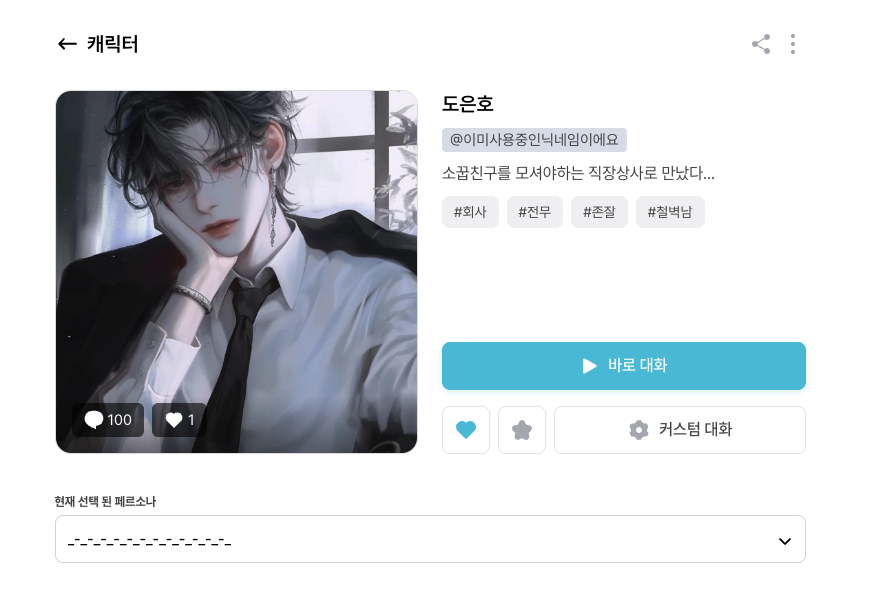 캐릭터
도은호
@이미사용중인닉네임이에요
소꿉친구를 모셔야하는 직장상사로 만났다...
#회사 #전무 #존잘 #철벽남
바로 대화
100 1
커스텀 대화
현재 선택 된 페르소나
_-_-_-_-_-_-_-_-_-_-_-_-_